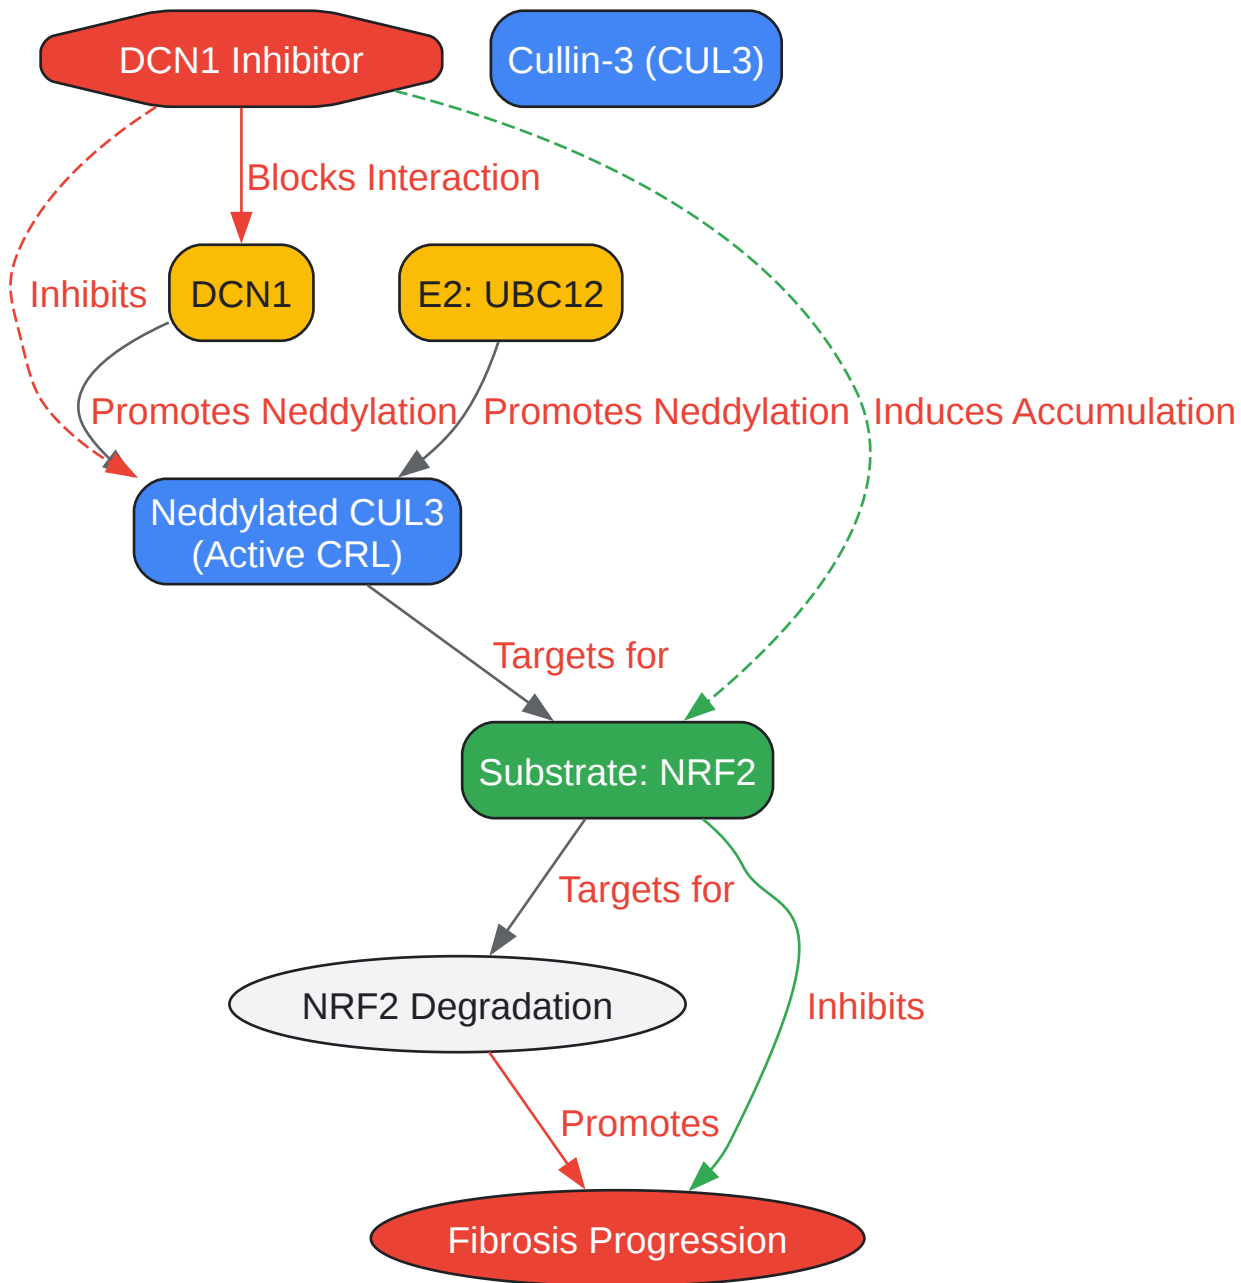 DCN1 Inhibitor
Cullin-3 (CUL3)
Blocks Interaction
Inhibits
DCN1
E2: UBC12
Promotes Neddylation
Promotes Neddylation
Induces Accumulation
Neddylated CUL3
(Active CRL)
Targets for
Substrate: NRF2
Targets for
NRF2 Degradation
Inhibits
Promotes
Fibrosis Progression